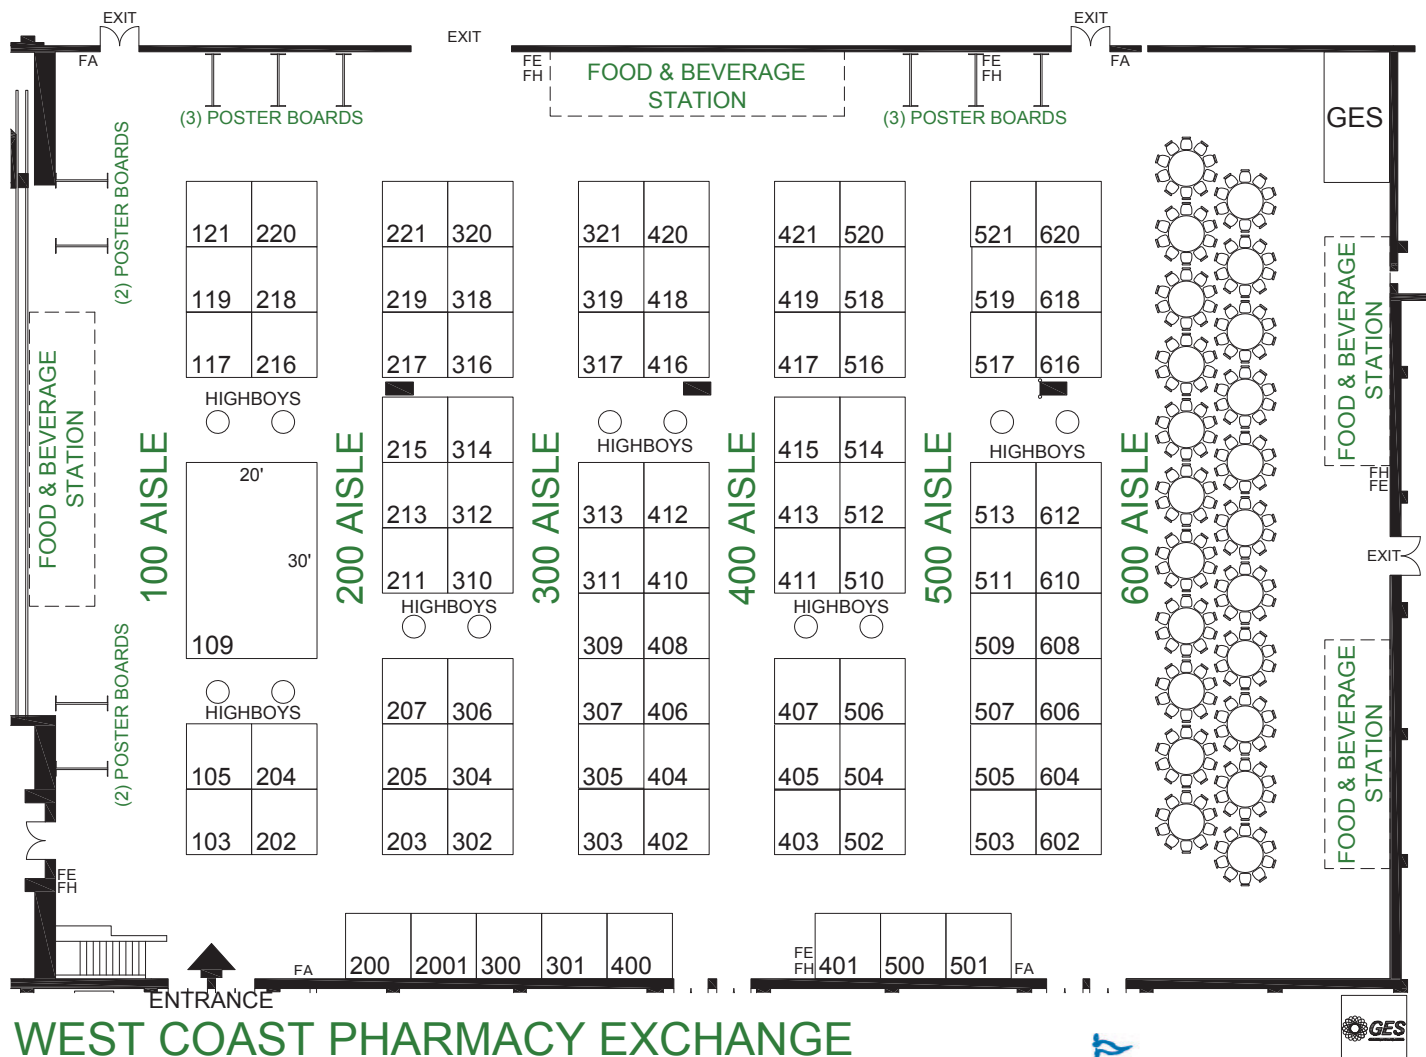 EXIT
EXIT
EXIT
FA
FE
FH
FOOD & BEVERAGE
STATION
FE
FH
FA
(3) POSTER BOARDS
(3) POSTER BOARDS
GES
(2) POSTER BOARDS
121 220
221 320
321 420
421 520
521 620
119 218
219 318
319 418
419 518
519 618
117 216
217 316
317 416
417 516
517 616
FOOD & BEVERAGE
STATION
FOOD & BEVERAGE
STATION
HIGHBOYS
HIGHBOYS
HIGHBOYS
100 AISLE
200 AISLE
300 AISLE
400 AISLE
500 AISLE
600 AISLE
215 314
415 514
20'
30'
109
FH
FE
213 312
313 412
413 512
513 612
EXIT
211 310
311 410
411 510
511 610
HIGHBOYS
HIGHBOYS
309 408
509 608
(2) POSTER BOARDS
FOOD & BEVERAGE
STATION
HIGHBOYS
207 306
307 406
407 506
507 606
105 204
205 304
305 404
405 504
505 604
103 202
203 302
303 402
403 502
503 602
FE
FH
FA
200 2001 300 301 400
FE
FH
401 500 501
FA
ENTRANCE
WEST COAST PHARMACY EXCHANGE
GES